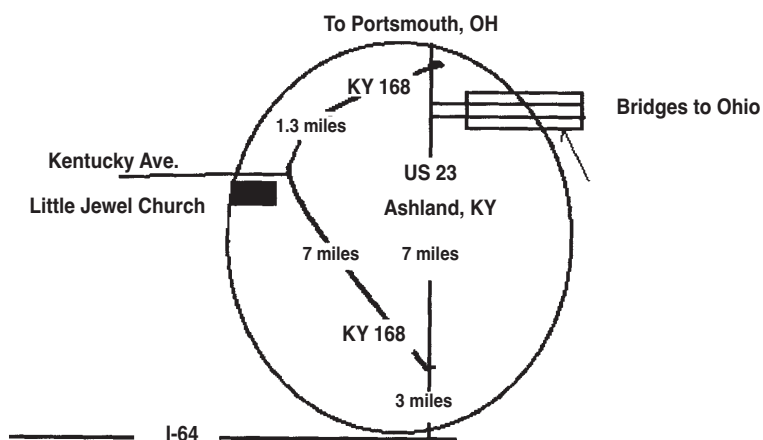 To Portsmouth, OH
KY 168
Bridges to Ohio
1.3 miles
Kentucky Ave.
US 23
Little Jewel Church
Ashland, KY
7 miles
7 miles
KY 168
3 miles
I-64